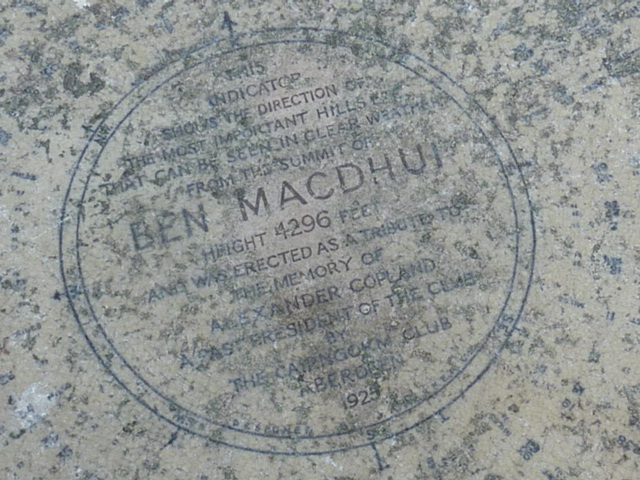 THIS
INDICATOR
SHOWS THE DIRECTION OF
THE MOST IMPORTANT HILLS ETC.
THAT CAN BE SEEN IN CLEAR WEATHER
FROM THE SUMMIT OF
BEN MACDHUI
HEIGHT 4296 FEET
AND WAS ERECTED AS A TRIBUTE TO
THE MEMORY OF
ALEXANDER COPLAND
A PAST PRESIDENT OF THE CLUB
BY
THE CAIRNGORM CLUB
ABERDEEN
1925
DESIGNED